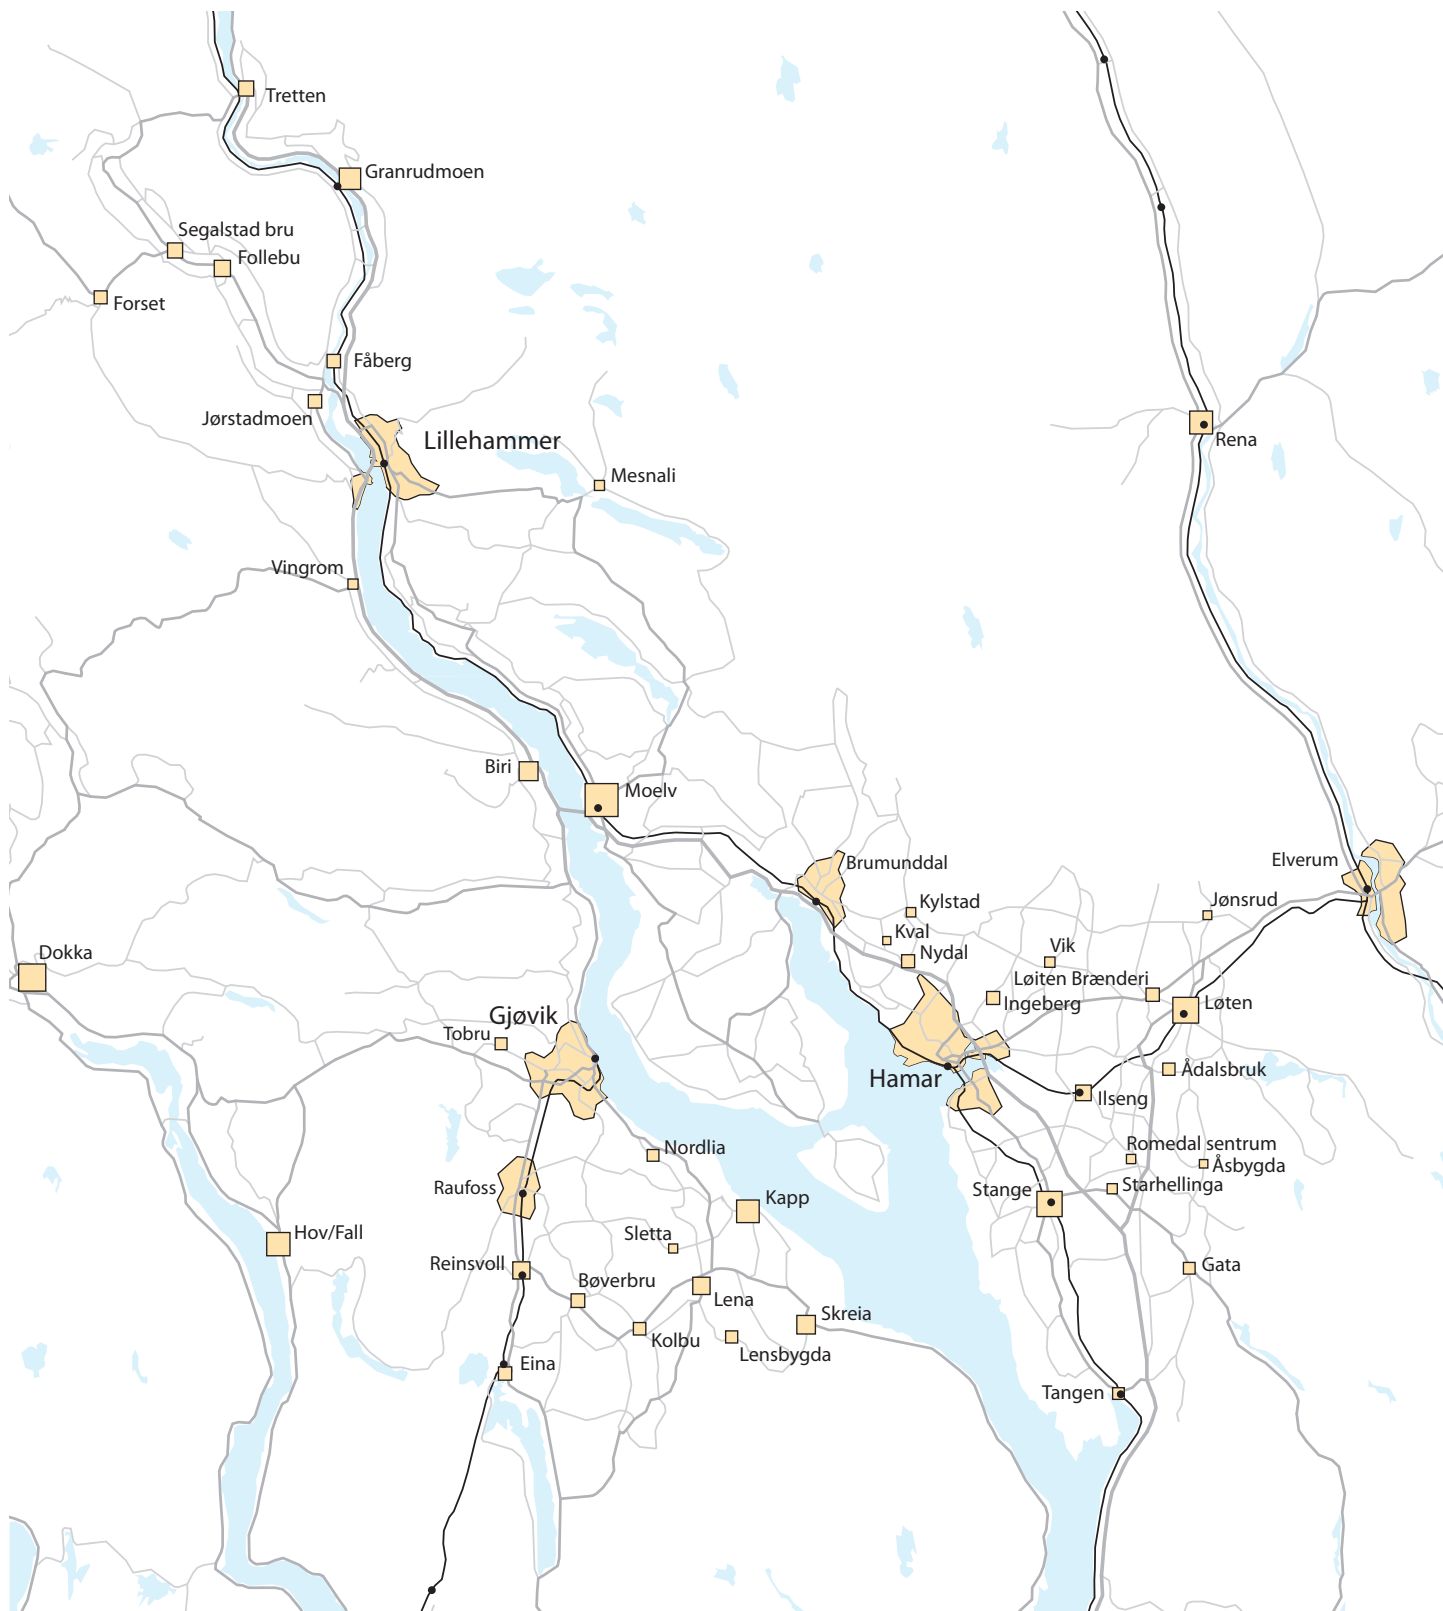 Tretten
Granrudmoen
Segalstad bru
Follebu
Forset
Fåberg
Jørstadmoen
Lillehammer
Rena
Mesnali
Vingrom
Biri
Moelv
Brumunddal
Elverum
Kylstad
Jønsrud
Kval
Nydal
Vik
Dokka
Løiten Brænderi
Ingeberg
Løten
Gjøvik
Tobru
Hamar
Ådalsbruk
Ilseng
Nordlia
Romedal sentrum
Åsbygda
Raufoss
Stange
Starhellinga
Kapp
Hov/Fall
Sletta
Reinsvoll
Gata
Bøverbru
Lena
Skreia
Kolbu
Lensbygda
Eina
Tangen